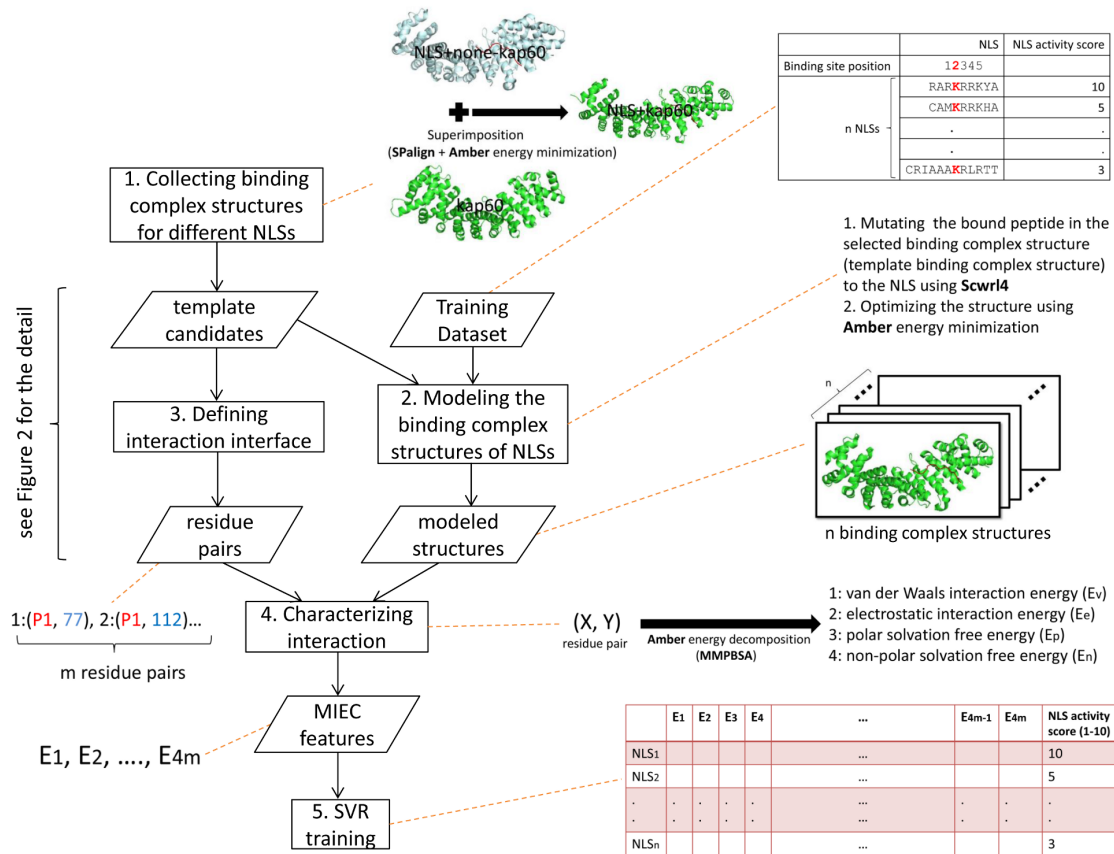 NLS+none-kap60
NLS+kap60
Superimposition
(SPalign + Amber energy minimization)
kap60
NLS
NLS activity score
Binding site position
12345
n NLSs
RARKRRKYA
10
CAMKRRKHA
5
.
.
.
.
CRIAAAKRLRTT
3
1. Collecting binding
complex structures
for different NLSs
see Figure 2 for the detail
template
candidates
Training
Dataset
1. Mutating the bound peptide in the
selected binding complex structure
(template binding complex structure)
to the NLS using Scwrl4
2. Optimizing the structure using
Amber energy minimization
3. Defining
interaction interface
2. Modeling the
binding complex
structures of NLSs
n
n binding complex structures
residue
pairs
modeled
structures
1:(P1, 77), 2:(P1, 112)...
m residue pairs
4. Characterizing
interaction
(X, Y)
residue pair
Amber energy decomposition
(MMPBSA)
1: van der Waals interaction energy (Ev)
2: electrostatic interaction energy (Ee)
3: polar solvation free energy (Ep)
4: non-polar solvation free energy (En)
MIEC
features
E1, E2, ...., E4m
5. SVR
training
E1 E2 E3 E4 ... E4m-1 E4m NLS activity
score (1-10)
NLS1 ... 10
NLS2 ... 5
. . . . . ... . . .
. . . . . ... . . .
NLSn ... 3